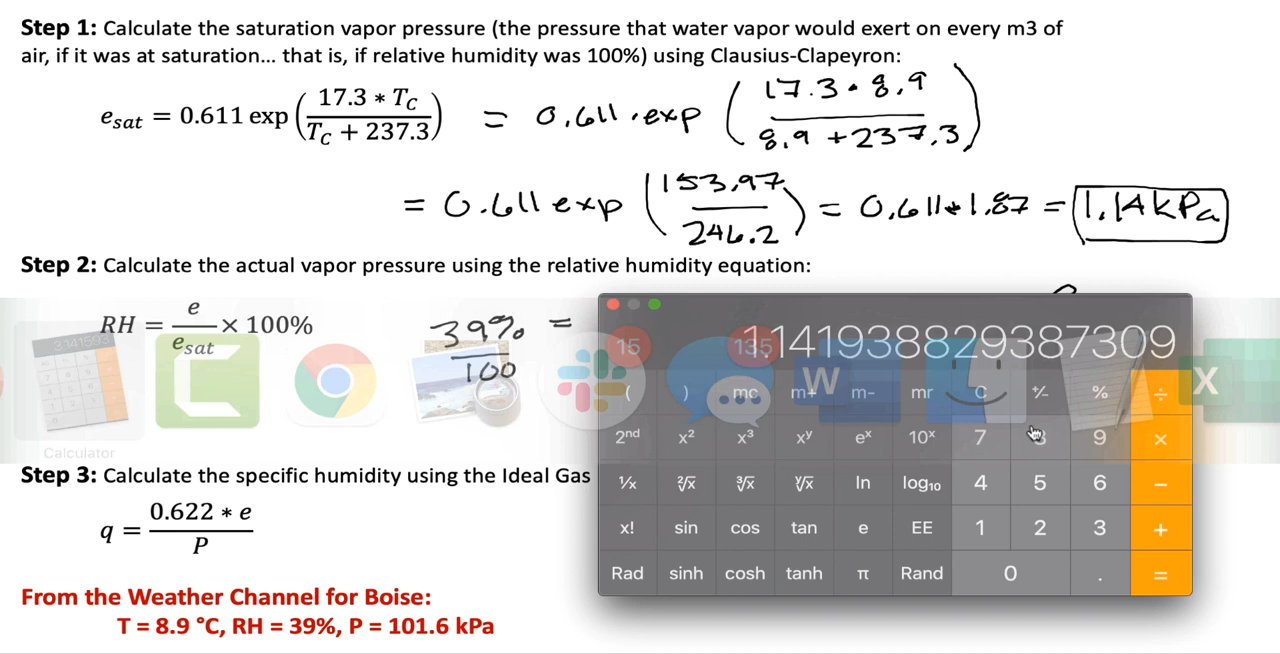 Step 1: Calculate the saturation vapor pressure (the pressure that water vapor would exert on every m3 of
air, if it was at saturation... that is, if relative humidity was 100%) using Clausius-Clapeyron:
e_sat = 0.611 exp (17.3 * T_C / T_C + 237.3) = 0.611 · exp (17.3 · 8.9 / 8.9 + 237.3)
= 0.611 exp (153.97 / 246.2) = 0.611 * 1.87 = 1.14 kPa
Step 2: Calculate the actual vapor pressure using the relative humidity equation:
RH = e / e_sat × 100%
39% / 100 =
1.141938829387309
15
135
3.141593
Calculator
W
X
( ) mc m+ m- mr C +/- % ÷
2nd x² x³ xʸ eˣ 10ˣ 7 8 9 ×
1/x ²√x ³√x ʸ√x ln log₁₀ 4 5 6 −
x! sin cos tan e EE 1 2 3 +
Rad sinh cosh tanh π Rand 0 . =
Step 3: Calculate the specific humidity using the Ideal Gas
q = 0.622 * e / P
From the Weather Channel for Boise:
T = 8.9 °C, RH = 39%, P = 101.6 kPa